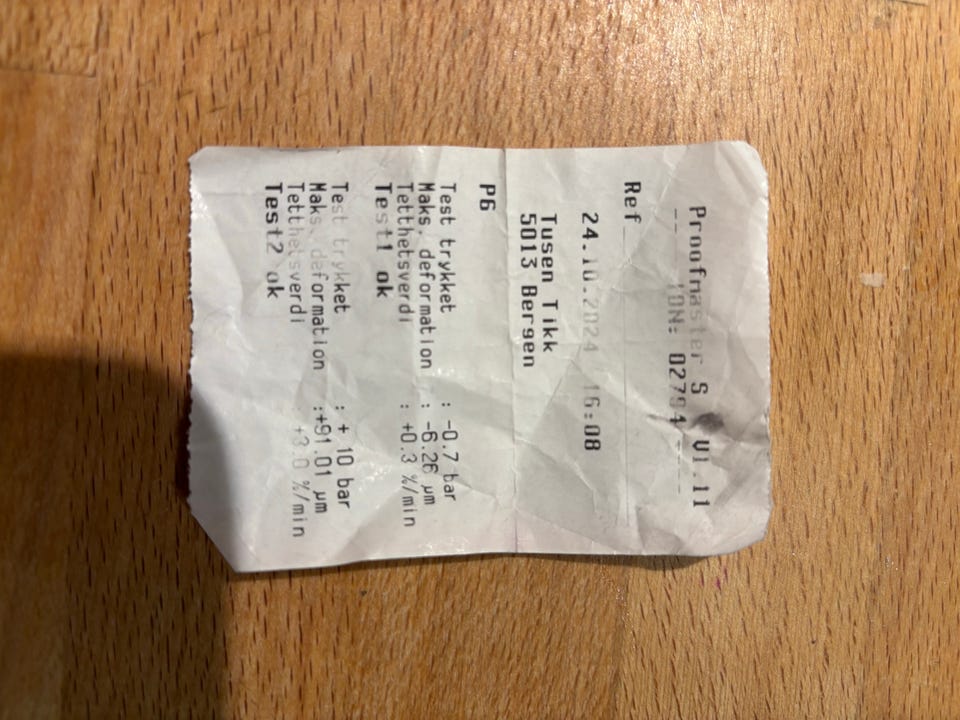 Proofmaster S V1.11
ION: 02794
Ref
24.10.2024 16:08
Tusen Tikk
5013 Bergen
P6
Test trykket : -0.7 bar
Maks. deformation : -6.26 µm
Tetthetsverdi : +0.3 %/min
Test1 ok
Test trykket : + 10 bar
Maks. deformation :+91.01 µm
Tetthetsverdi : +3.0 %/min
Test2 ok